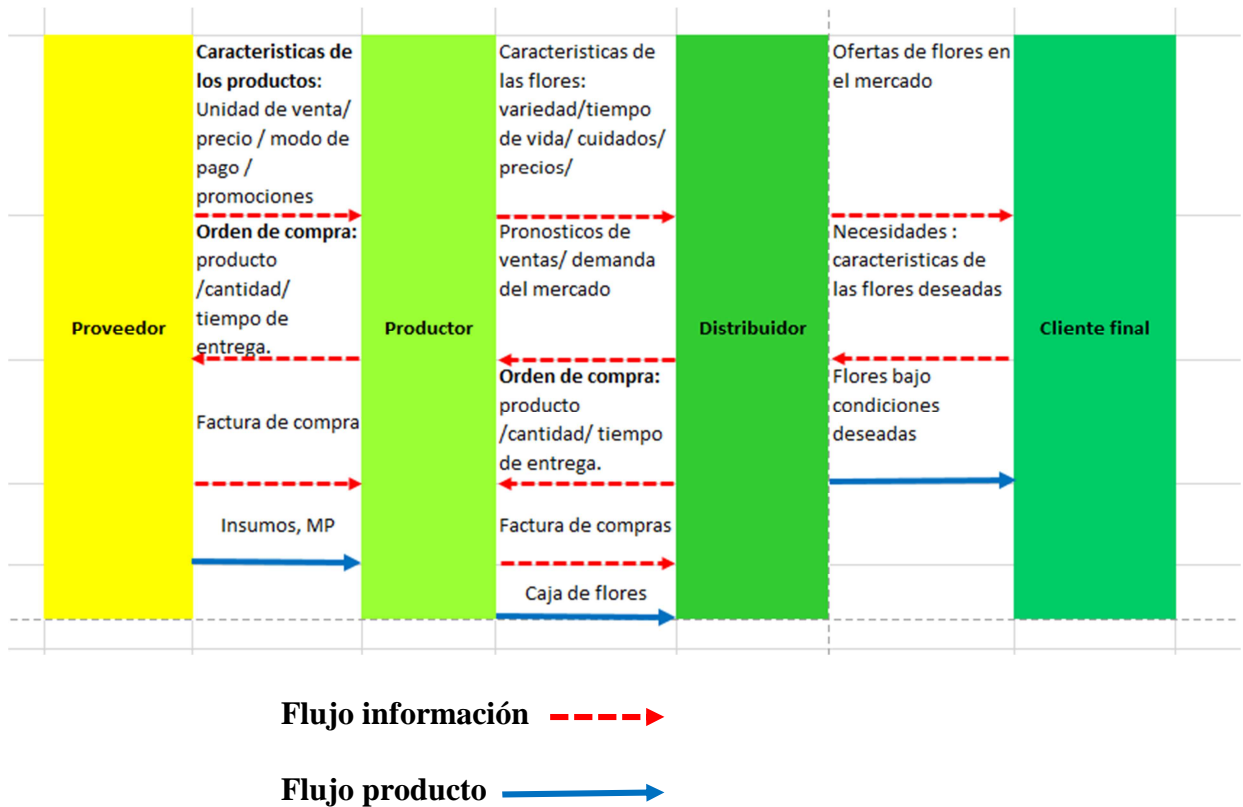 Caracteristicas de
los productos:
Unidad de venta/
precio / modo de
pago /
promociones
Orden de compra:
producto
/cantidad/
tiempo de
entrega.
Factura de compra
Insumos, MP
Caracteristicas de
las flores:
variedad/tiempo
de vida/ cuidados/
precios/
Pronosticos de
ventas/ demanda
del mercado
Orden de compra:
producto
/cantidad/ tiempo
de entrega.
Factura de compras
Caja de flores
Ofertas de flores en
el mercado
Necesidades :
caracteristicas de
las flores deseadas
Flores bajo
condiciones
deseadas
Proveedor
Productor
Distribuidor
Cliente final
Flujo información
Flujo producto